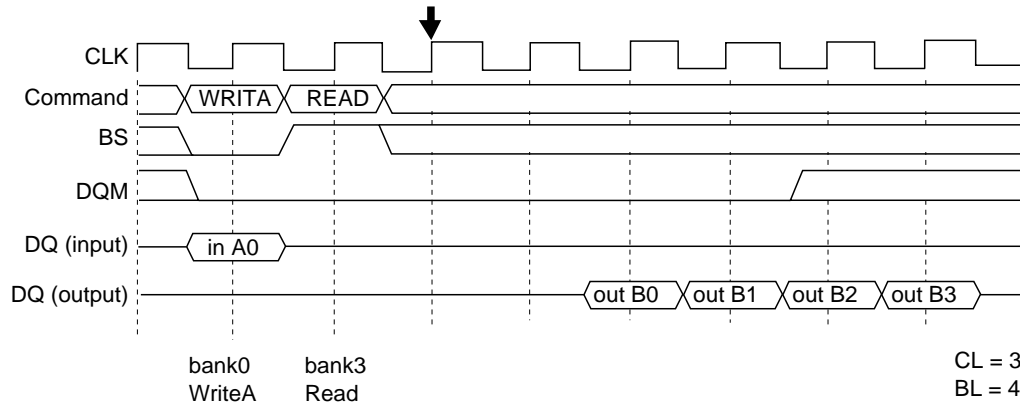 CLK
Command WRITA READ
BS
DQM
DQ (input) in A0
DQ (output) out B0 out B1 out B2 out B3
bank0 bank3 CL = 3
WriteA Read BL = 4